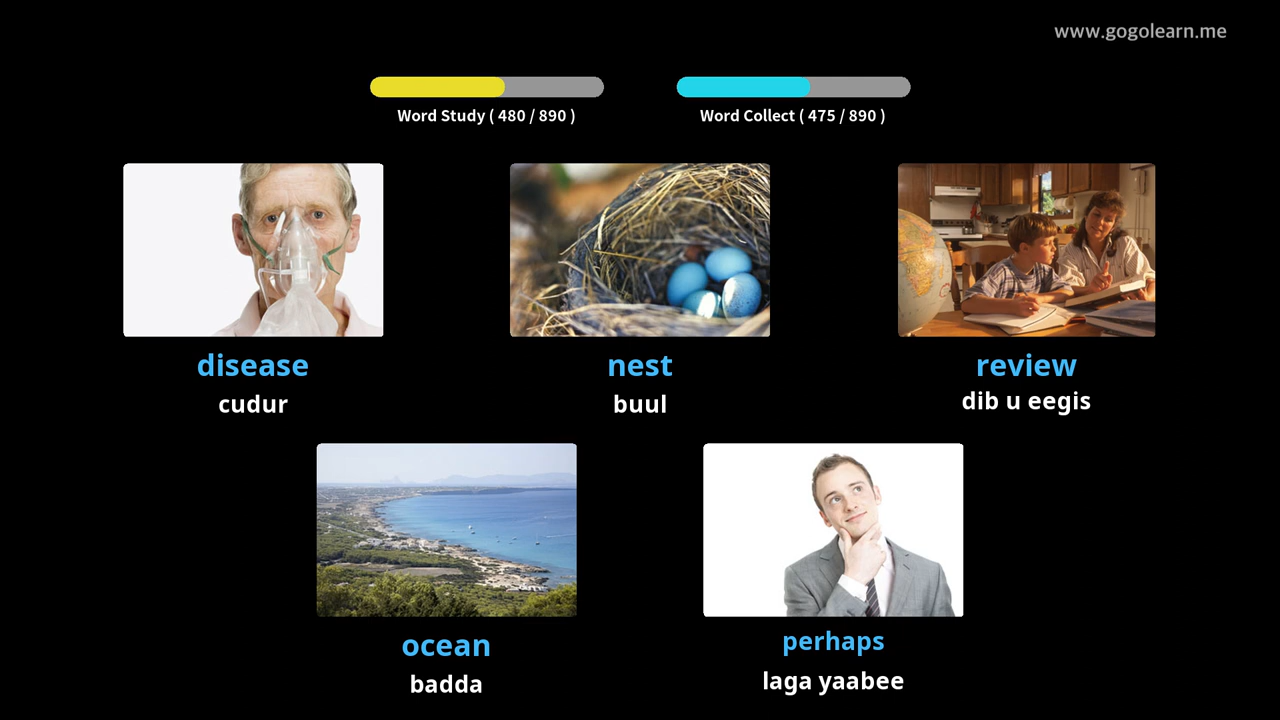 www.gogolearn.me
Word Study ( 480 / 890 )
Word Collect ( 475 / 890 )
disease
cudur
nest
buul
review
dib u eegis
ocean
badda
perhaps
laga yaabee